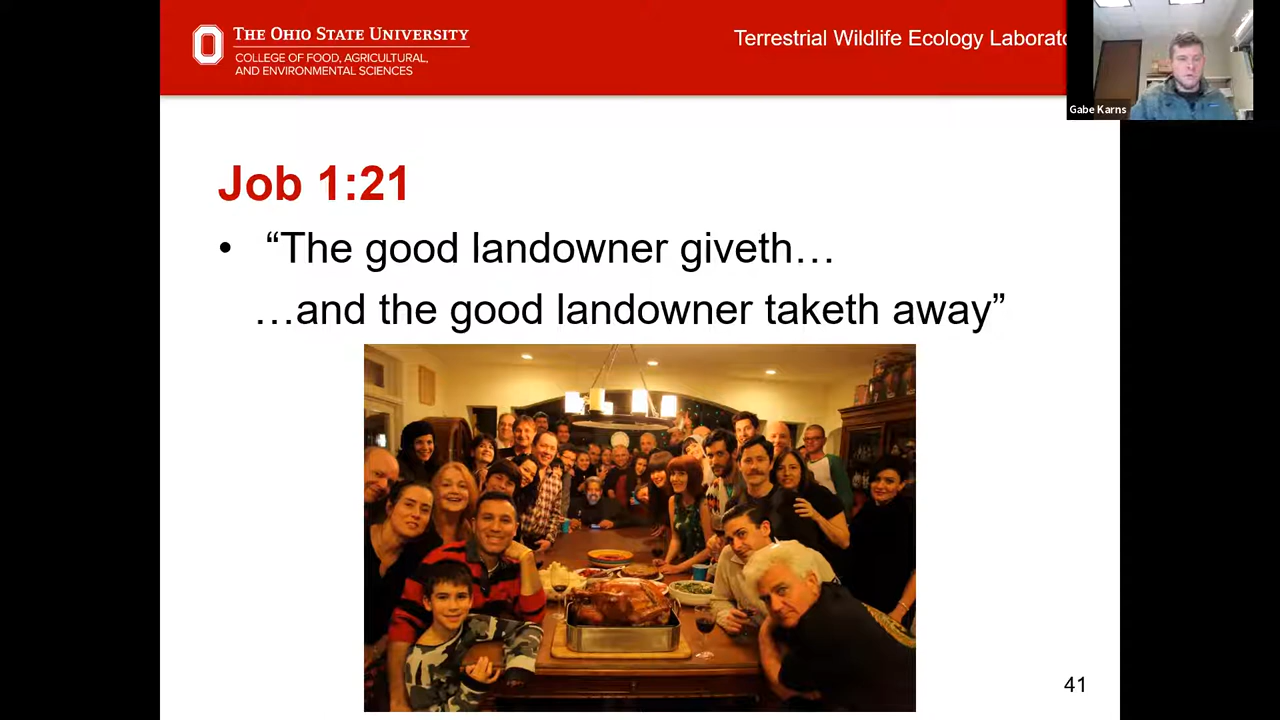 THE OHIO STATE UNIVERSITY
COLLEGE OF FOOD, AGRICULTURAL,
AND ENVIRONMENTAL SCIENCES
Terrestrial Wildlife Ecology Laborato
Gabe Karns
Job 1:21
• “The good landowner giveth…
…and the good landowner taketh away”
41